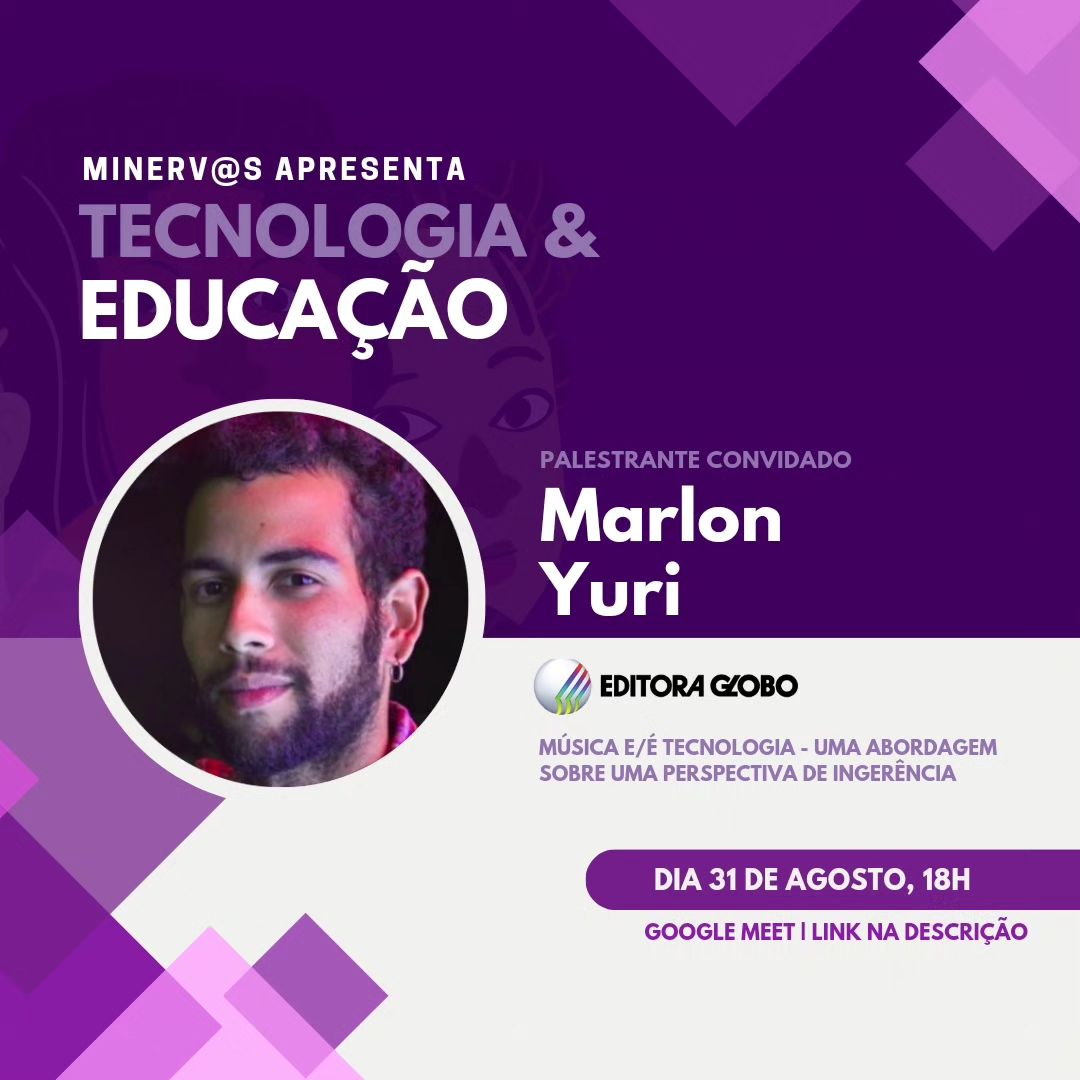 MINERV@S APRESENTA
TECNOLOGIA &
EDUCAÇÃO
PALESTRANTE CONVIDADO
Marlon
Yuri
EDITORA GLOBO
MÚSICA E/É TECNOLOGIA - UMA ABORDAGEM
SOBRE UMA PERSPECTIVA DE INGERÊNCIA
DIA 31 DE AGOSTO, 18H
GOOGLE MEET | LINK NA DESCRIÇÃO